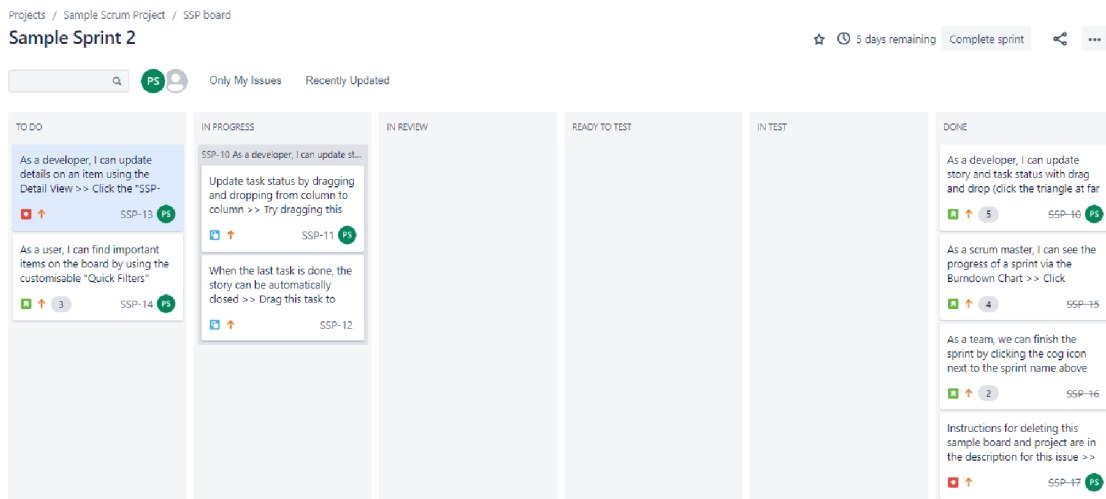 Projects / Sample Scrum Project / SSP board
Sample Sprint 2
5 days remaining
Complete sprint
PS
Only My Issues
Recently Updated
TO DO
As a developer, I can update
details on an item using the
Detail View >> Click the "SSP-
SSP-13 PS
As a user, I can find important
items on the board by using the
customisable "Quick Filters"
3 SSP-14 PS
IN PROGRESS
SSP-10 As a developer, I can update st...
Update task status by dragging
and dropping from column to
column >> Try dragging this
SSP-11 PS
When the last task is done, the
story can be automatically
closed >> Drag this task to
SSP-12
IN REVIEW
READY TO TEST
IN TEST
DONE
As a developer, I can update
story and task status with drag
and drop (click the triangle at far
5 SSP-10 PS
As a scrum master, I can see the
progress of a sprint via the
Burndown Chart >> Click
4 SSP-15
As a team, we can finish the
sprint by clicking the cog icon
next to the sprint name above
2 SSP-16
Instructions for deleting this
sample board and project are in
the description for this issue >>
SSP-17 PS